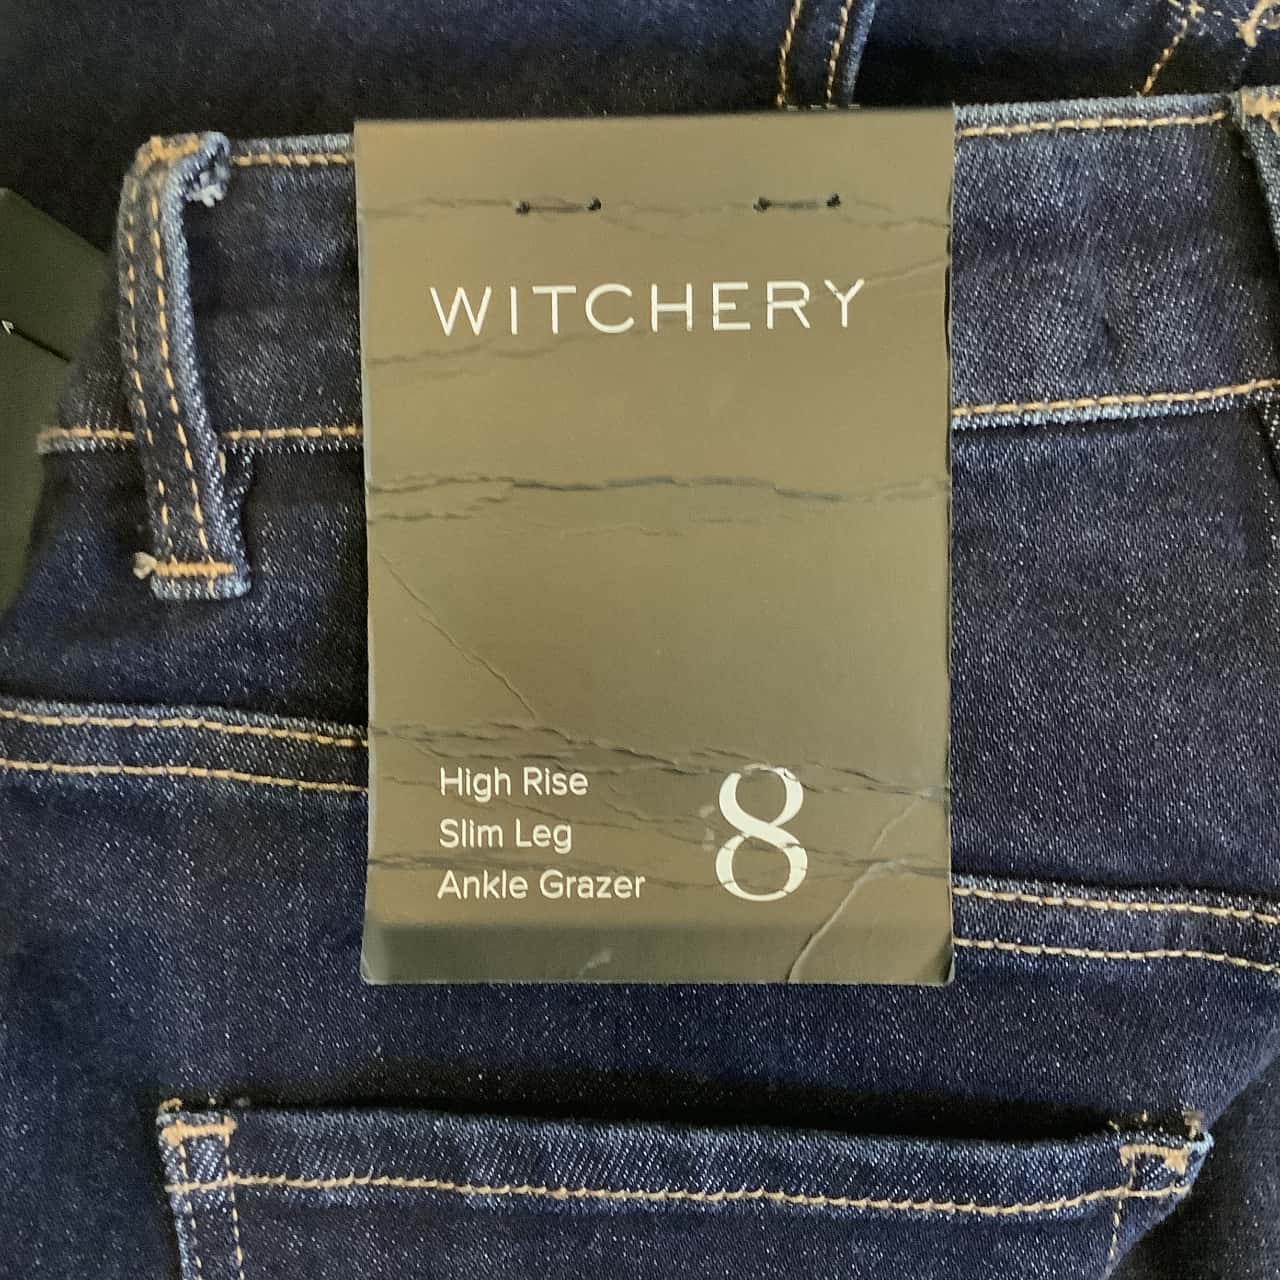 WITCHERY
High Rise
Slim Leg
Ankle Grazer
8